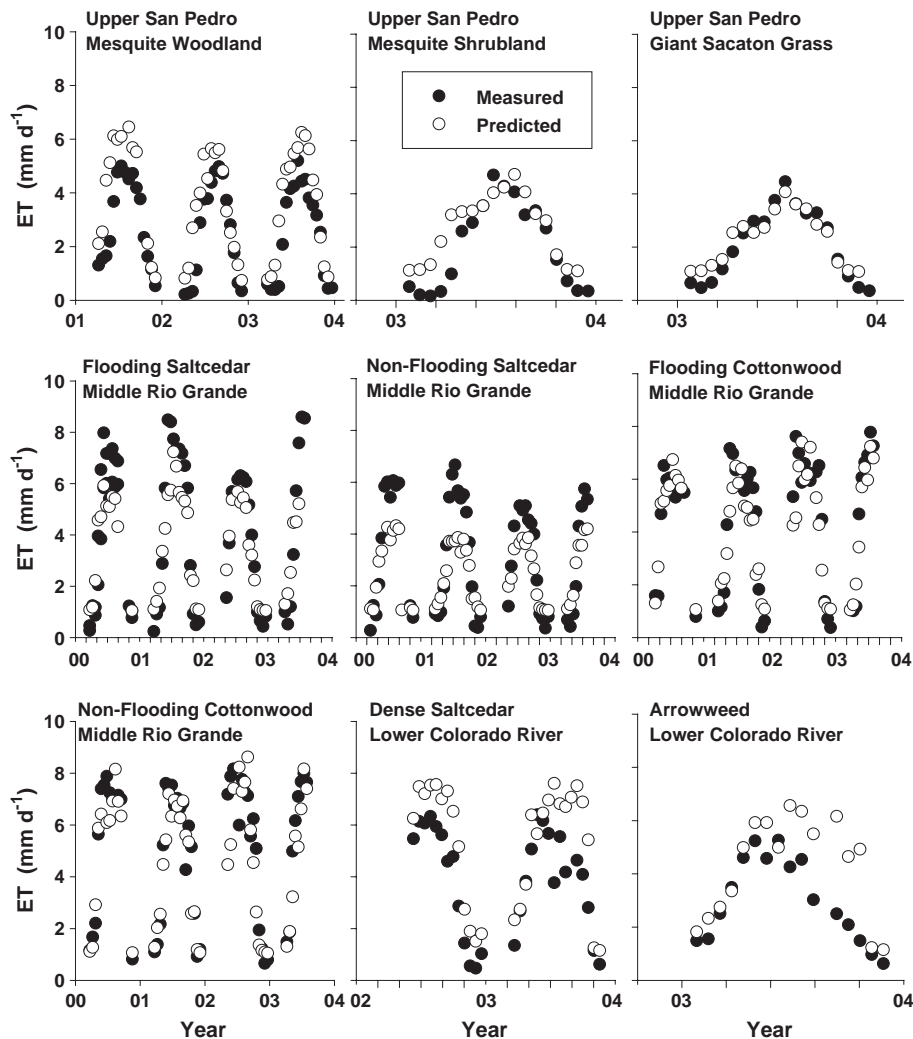 Upper San Pedro
Mesquite Woodland
Upper San Pedro
Mesquite Shrubland
Upper San Pedro
Giant Sacaton Grass
Measured
Predicted
ET (mm d-1)
10
8
6
4
2
0
01
02
03
04
03
04
03
04
Flooding Saltcedar
Middle Rio Grande
Non-Flooding Saltcedar
Middle Rio Grande
Flooding Cottonwood
Middle Rio Grande
ET (mm d-1)
10
8
6
4
2
0
00
01
02
03
04
00
01
02
03
04
00
01
02
03
04
Non-Flooding Cottonwood
Middle Rio Grande
Dense Saltcedar
Lower Colorado River
Arrowweed
Lower Colorado River
ET (mm d-1)
10
8
6
4
2
0
00
01
02
03
04
02
03
04
03
04
Year
Year
Year